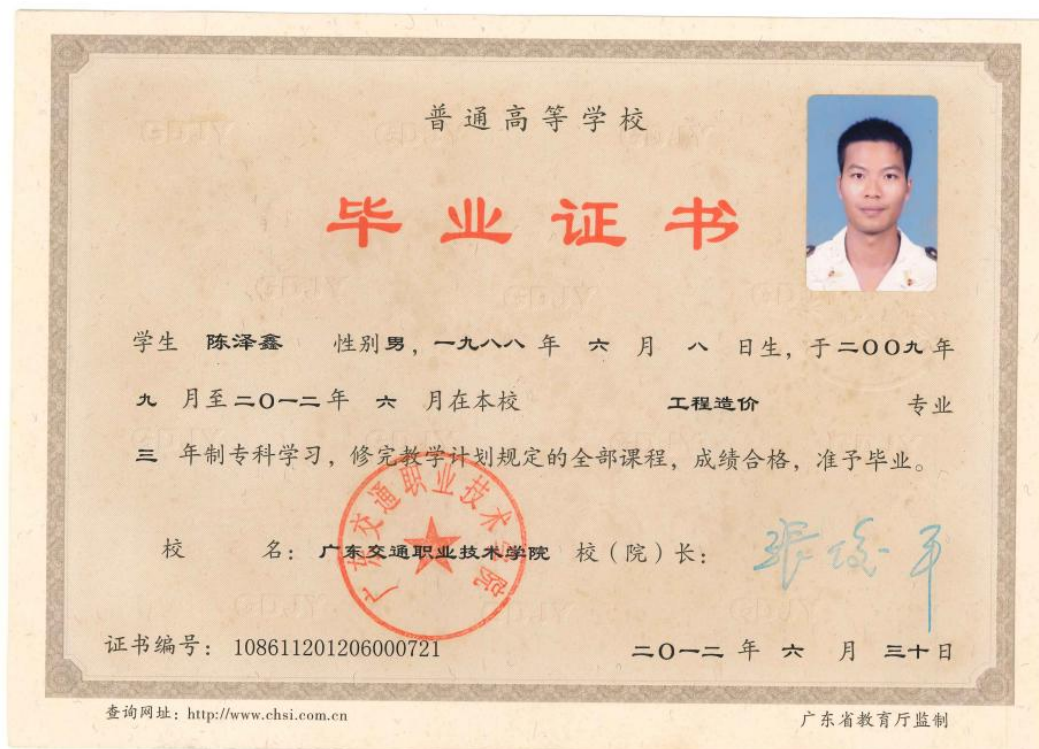 普通高等学校
毕业证书
学生 陈泽鑫 性别男，一九八八年 六 月 八 日生，于二〇〇九年
九 月至二〇一二年 六 月在本校 工程造价 专业
三 年制专科学习，修完教学计划规定的全部课程，成绩合格，准予毕业。
广东交通职业技术学院
校 名：广东交通职业技术学院 校（院）长：
证书编号：108611201206000721 二〇一二 年 六 月 三十日
查询网址：http://www.chsi.com.cn 广东省教育厅监制